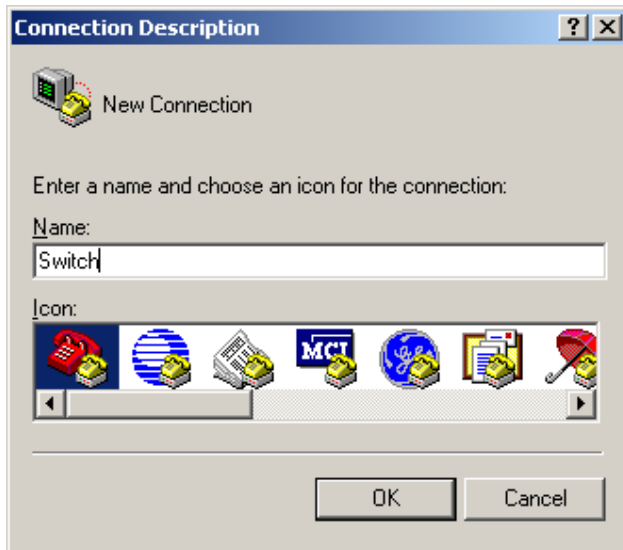 Connection Description
New Connection
Enter a name and choose an icon for the connection:
Name:
Switch
Icon:
MCI
OK
Cancel